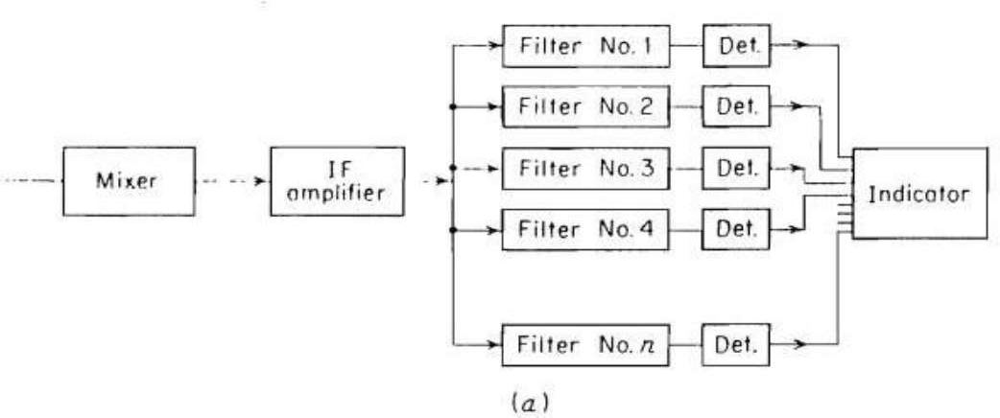 Filter No. 1
Det.
Filter No. 2
Det.
Mixer
IF
amplifier
Filter No. 3
Det.
Indicator
Filter No. 4
Det.
Filter No. n
Det.
(a)